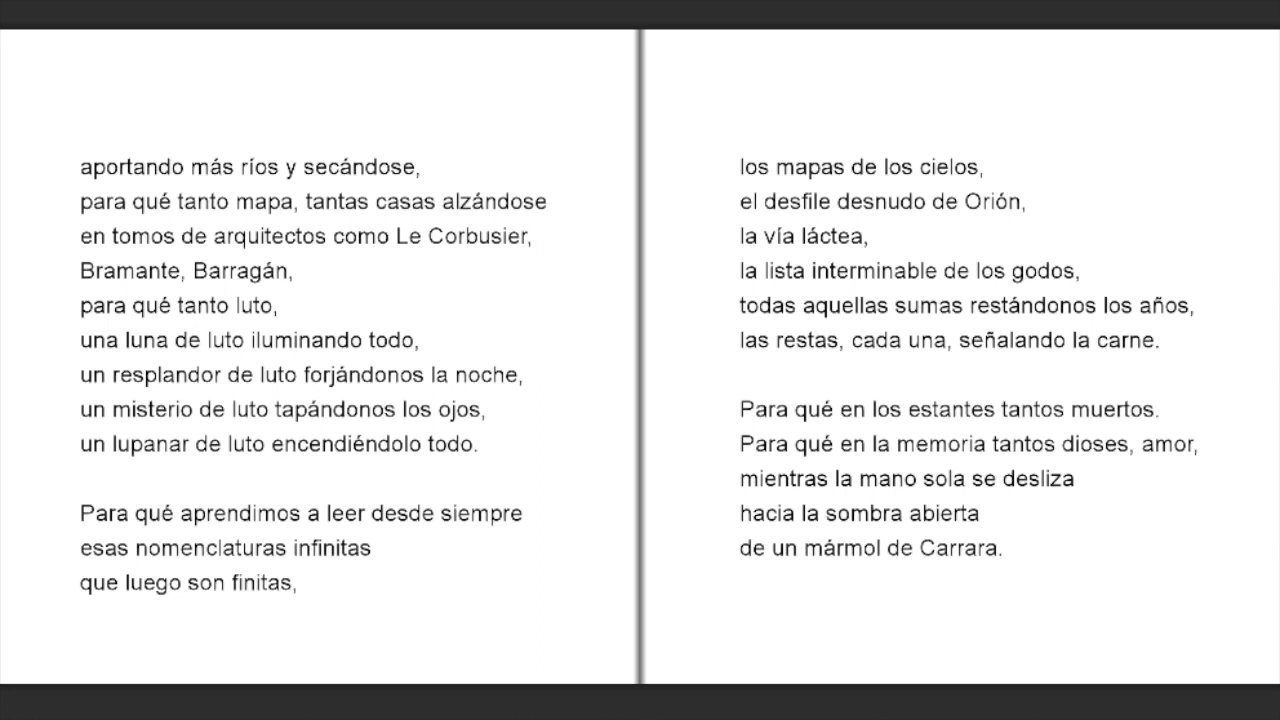 aportando más ríos y secándose,
para qué tanto mapa, tantas casas alzándose
en tomos de arquitectos como Le Corbusier,
Bramante, Barragán,
para qué tanto luto,
una luna de luto iluminando todo,
un resplandor de luto forjándonos la noche,
un misterio de luto tapándonos los ojos,
un lupanar de luto encendiéndolo todo.
Para qué aprendimos a leer desde siempre
esas nomenclaturas infinitas
que luego son finitas,
los mapas de los cielos,
el desfile desnudo de Orión,
la vía láctea,
la lista interminable de los godos,
todas aquellas sumas restándonos los años,
las restas, cada una, señalando la carne.
Para qué en los estantes tantos muertos.
Para qué en la memoria tantos dioses, amor,
mientras la mano sola se desliza
hacia la sombra abierta
de un mármol de Carrara.